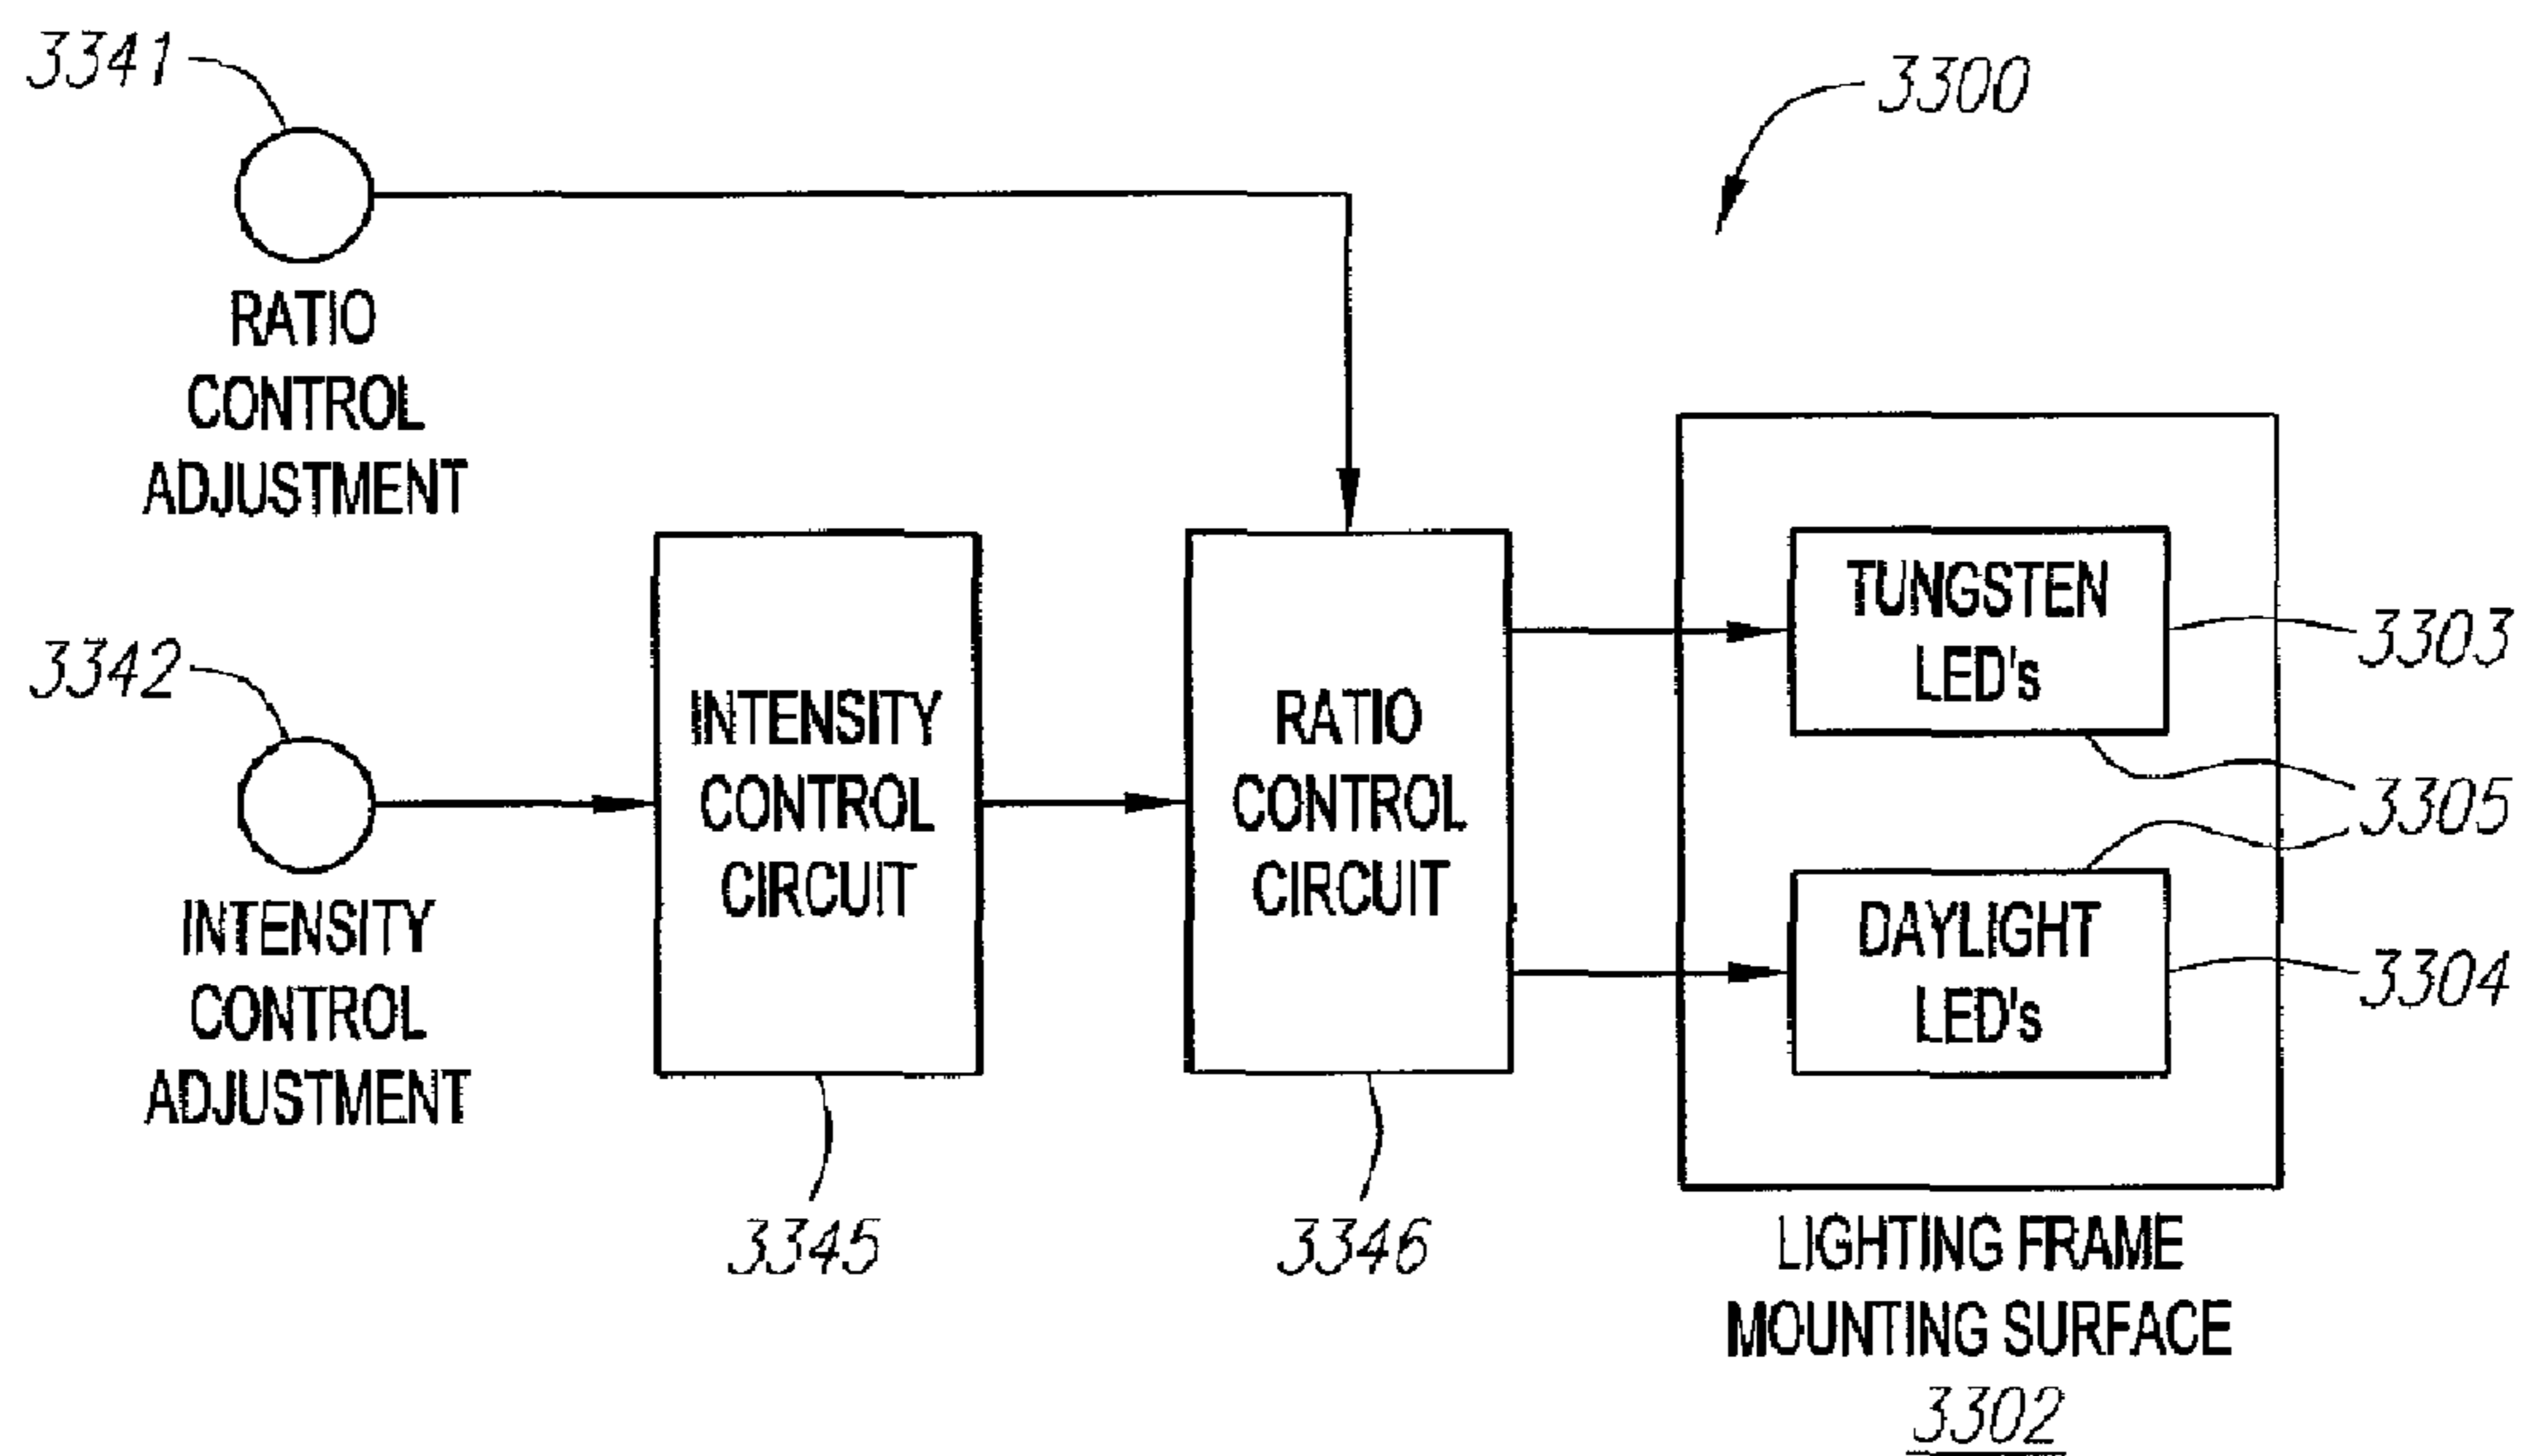 3341
3300
RATIO
CONTROL
ADJUSTMENT
3342
INTENSITY
CONTROL
ADJUSTMENT
INTENSITY
CONTROL
CIRCUIT
3345
RATIO
CONTROL
CIRCUIT
3346
TUNGSTEN
LED's
3303
3305
DAYLIGHT
LED's
3304
LIGHTING FRAME
MOUNTING SURFACE
3302